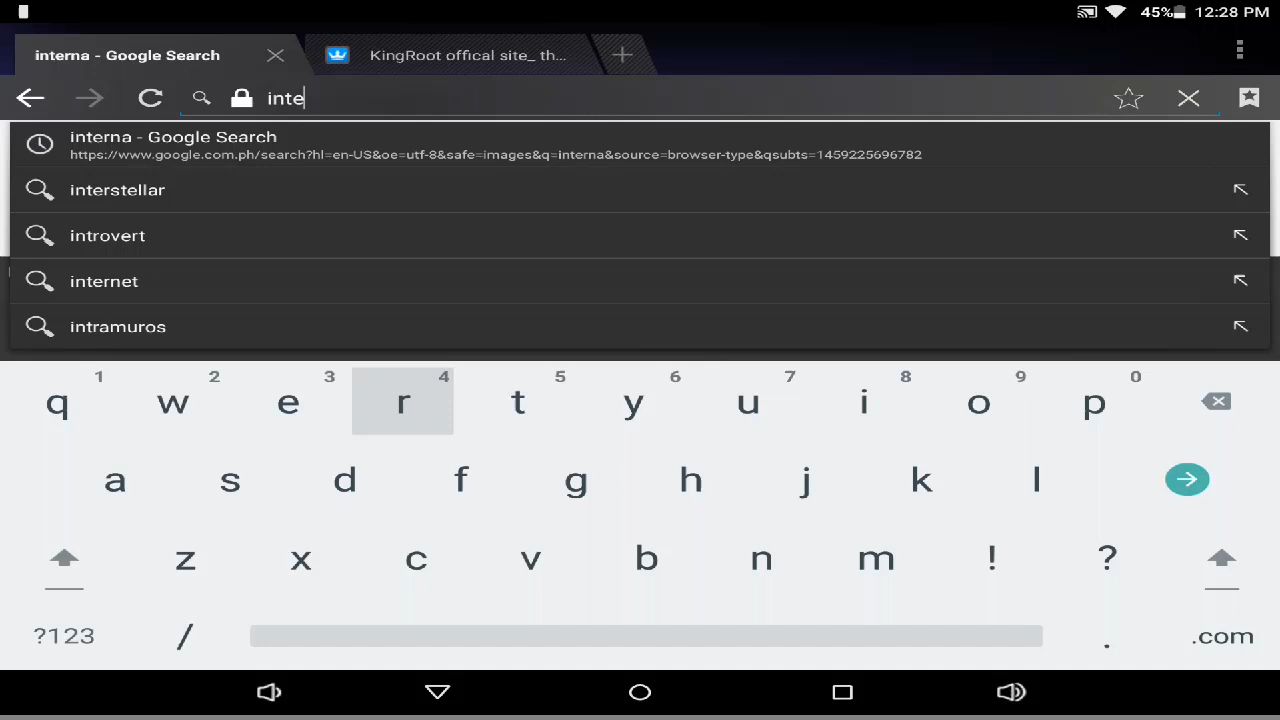 45% 12:28 PM
interna - Google Search
KingRoot offical site_ th...
inte
interna - Google Search
https://www.google.com.ph/search?hl=en-US&oe=utf-8&safe=images&q=interna&source=browser-type&qsubts=1459225696782
interstellar
introvert
internet
intramuros
1 2 3 4 5 6 7 8 9 0
q w e r t y u i o p
a s d f g h j k l
z x c v b n m ! ?
?123 / . .com